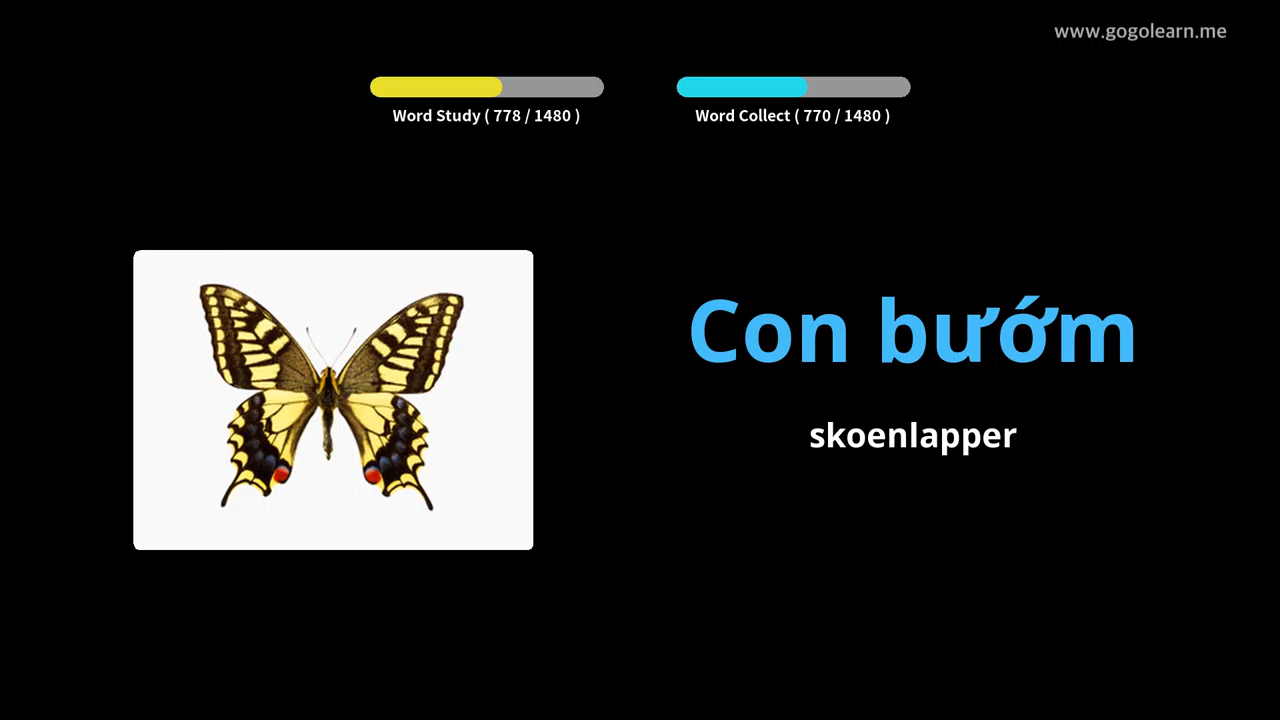 www.gogolearn.me
Word Study ( 778 / 1480 )
Word Collect ( 770 / 1480 )
Con bướm
skoenlapper